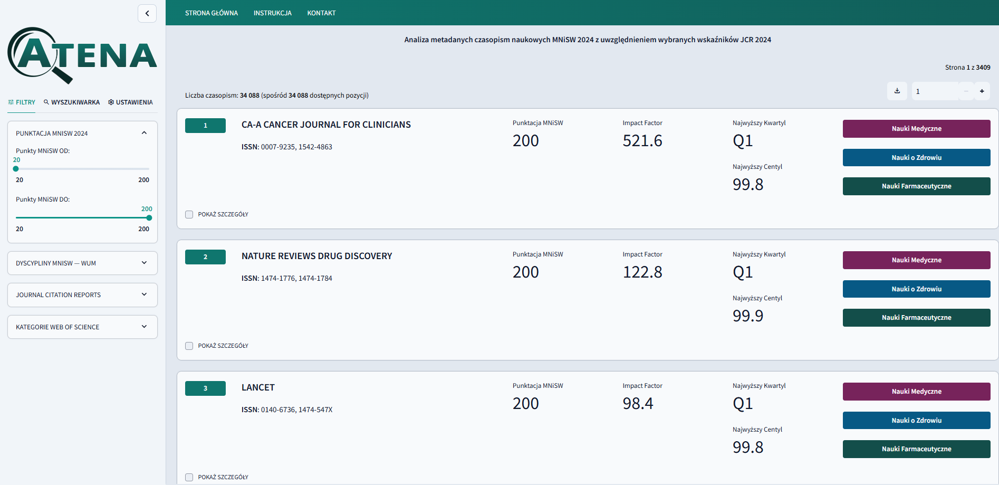 STRONA GŁÓWNA INSTRUKCJA KONTAKT
ATENA
FILTRY WYSZUKIWARKA USTAWIENIA
PUNKTACJA MNISW 2024
Punkty MNiSW OD:
20
20 200
Punkty MNiSW DO:
200
20 200
DYSCYPLINY MNISW — WUM
JOURNAL CITATION REPORTS
KATEGORIE WEB OF SCIENCE
Analiza metadanych czasopism naukowych MNiSW 2024 z uwzględnieniem wybranych wskaźników JCR 2024
Strona 1 z 3409
Liczba czasopism: 34 088 (spośród 34 088 dostępnych pozycji)
1 − +
1
CA-A CANCER JOURNAL FOR CLINICIANS
ISSN: 0007-9235, 1542-4863
Punktacja MNiSW
200
Impact Factor
521.6
Najwyższy Kwartyl
Q1
Najwyższy Centyl
99.8
Nauki Medyczne
Nauki o Zdrowiu
Nauki Farmaceutyczne
POKAŻ SZCZEGÓŁY
2
NATURE REVIEWS DRUG DISCOVERY
ISSN: 1474-1776, 1474-1784
Punktacja MNiSW
200
Impact Factor
122.8
Najwyższy Kwartyl
Q1
Najwyższy Centyl
99.9
Nauki Medyczne
Nauki o Zdrowiu
Nauki Farmaceutyczne
POKAŻ SZCZEGÓŁY
3
LANCET
ISSN: 0140-6736, 1474-547X
Punktacja MNiSW
200
Impact Factor
98.4
Najwyższy Kwartyl
Q1
Najwyższy Centyl
99.8
Nauki Medyczne
Nauki o Zdrowiu
Nauki Farmaceutyczne
POKAŻ SZCZEGÓŁY